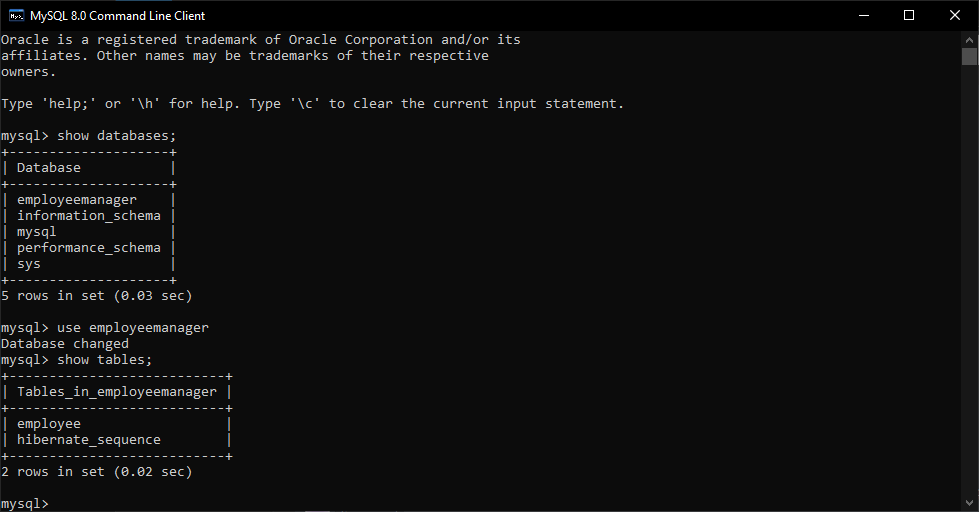 MySQL 8.0 Command Line Client
Oracle is a registered trademark of Oracle Corporation and/or its
affiliates. Other names may be trademarks of their respective
owners.
Type 'help;' or '\h' for help. Type '\c' to clear the current input statement.
mysql> show databases;
+--------------------+
| Database           |
+--------------------+
| employeemanager    |
| information_schema |
| mysql              |
| performance_schema |
| sys                |
+--------------------+
5 rows in set (0.03 sec)
mysql> use employeemanager
Database changed
mysql> show tables;
+---------------------------+
| Tables_in_employeemanager |
+---------------------------+
| employee                  |
| hibernate_sequence        |
+---------------------------+
2 rows in set (0.02 sec)
mysql>